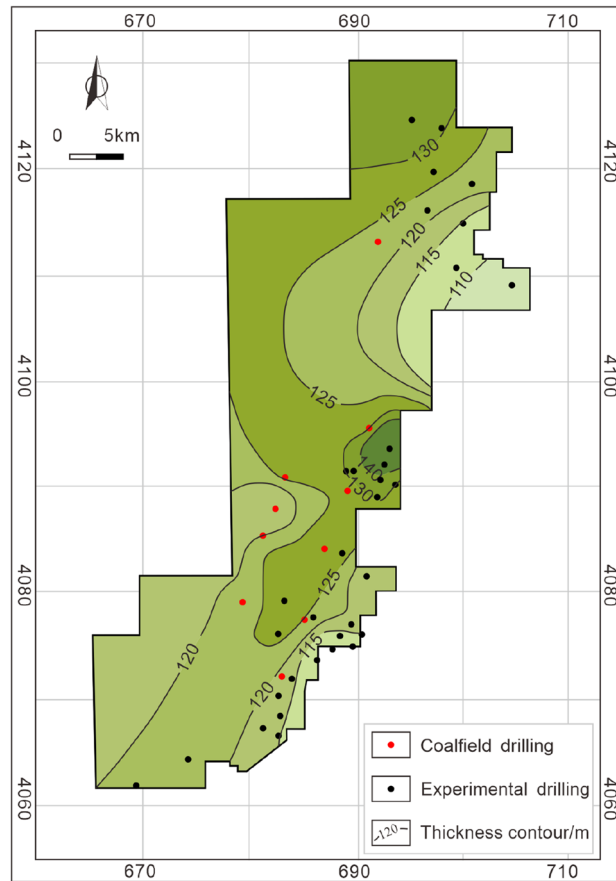 670 690 710
0 5km
4120 4120
130
125
120
115
110
4100 4100
125
140
130
4080 4080
125
120
115
120
Coalfield drilling
Experimental drilling
120 Thickness contour/m
4060 4060
670 690 710